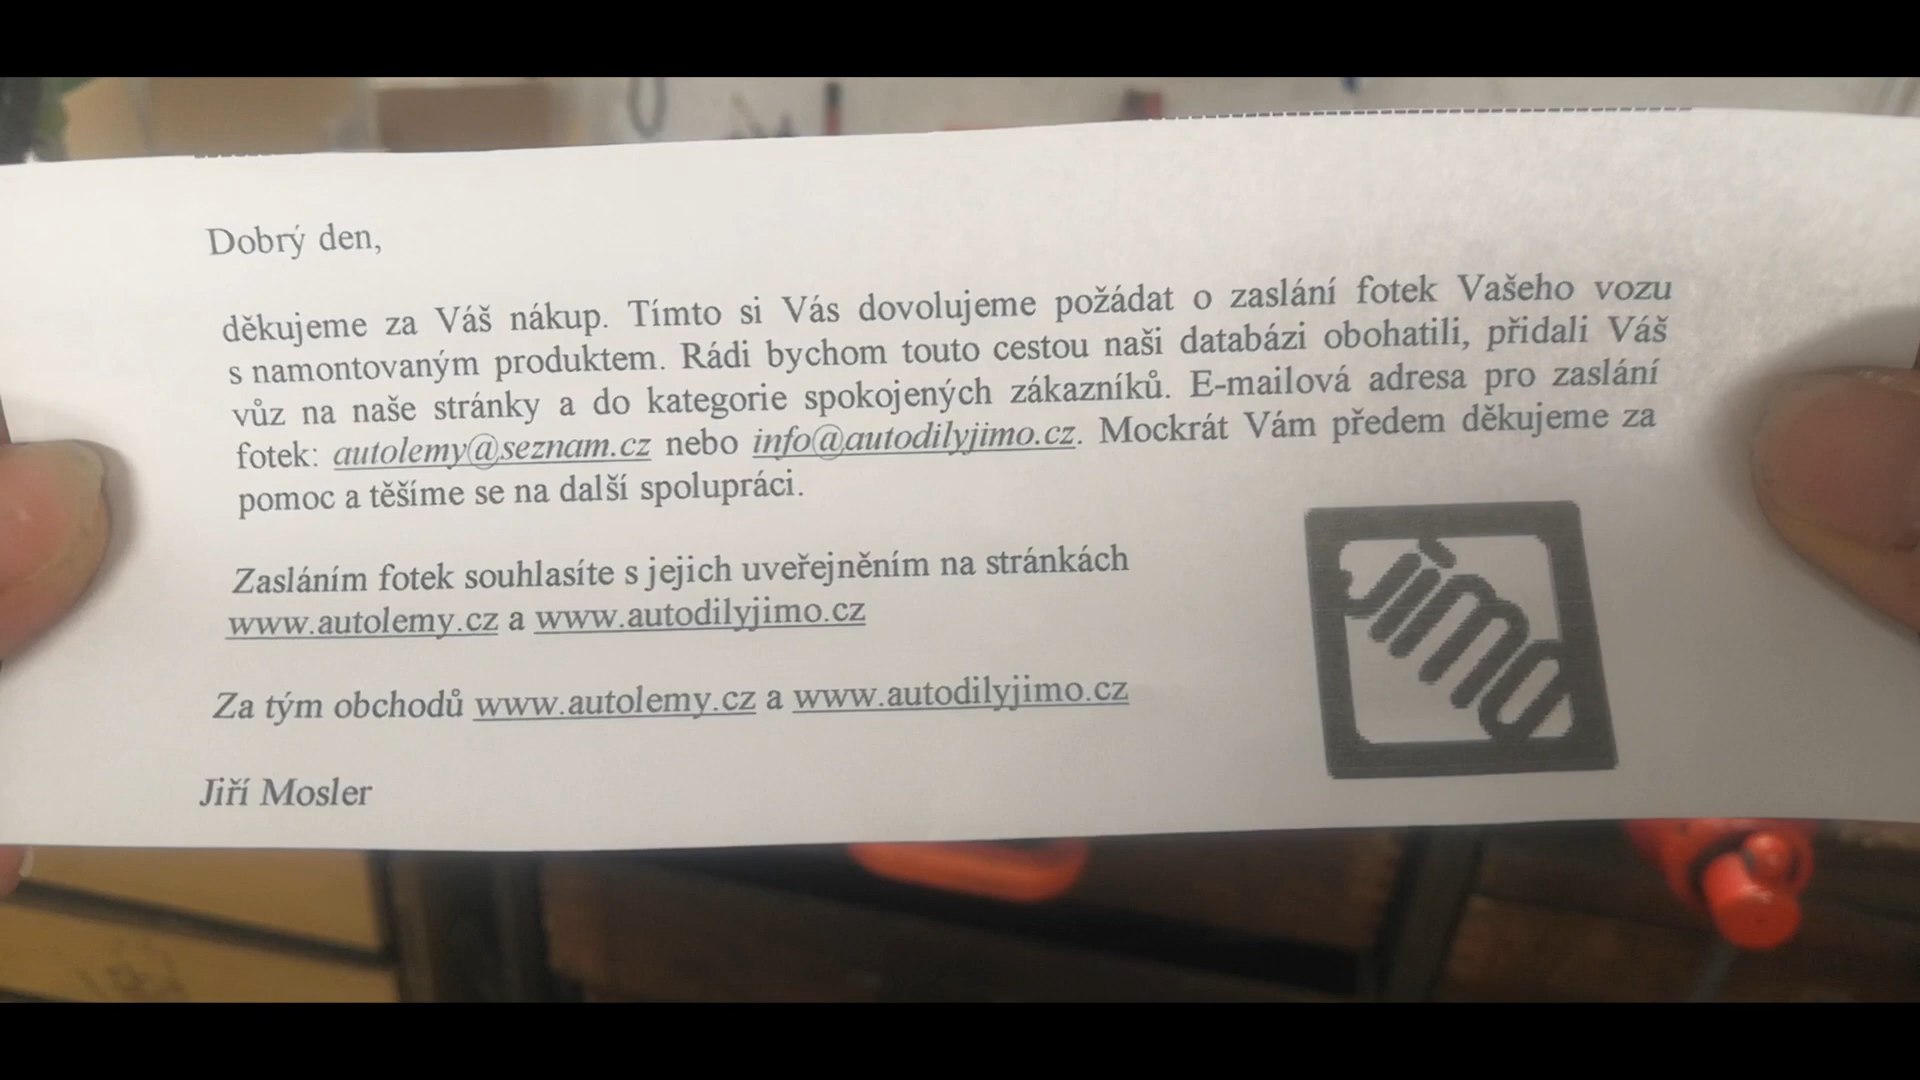 Dobrý den,
děkujeme za Váš nákup. Tímto si Vás dovolujeme požádat o zaslání fotek Vašeho vozu
s namontovaným produktem. Rádi bychom touto cestou naši databázi obohatili, přidali Váš
vůz na naše stránky a do kategorie spokojených zákazníků. E-mailová adresa pro zaslání
fotek: autolemy@seznam.cz nebo info@autodilyjimo.cz. Mockrát Vám předem děkujeme za
pomoc a těšíme se na další spolupráci.
Zasláním fotek souhlasíte s jejich uveřejněním na stránkách
www.autolemy.cz a www.autodilyjimo.cz
Za tým obchodů www.autolemy.cz a www.autodilyjimo.cz
Jiří Mosler
jimo